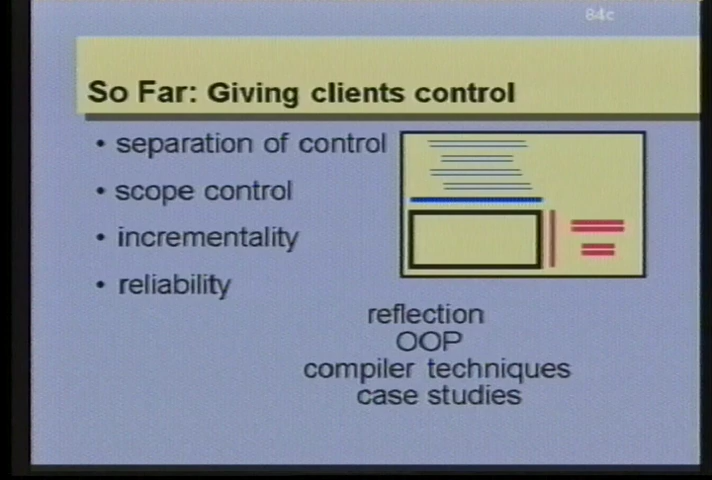 84c
So Far: Giving clients control
• separation of control
• scope control
• incrementality
• reliability
reflection
OOP
compiler techniques
case studies